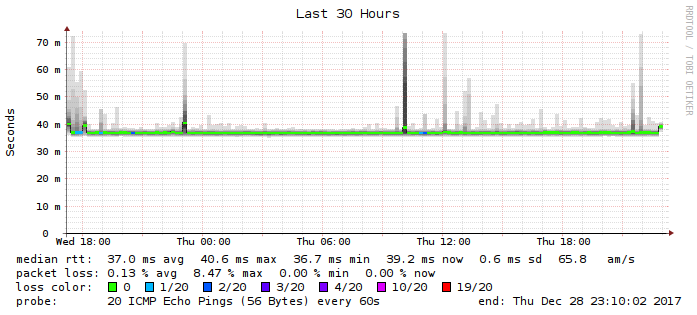 Last 30 Hours
RRDTOOL / TOBI OETIKER
Seconds
70 m
60 m
50 m
40 m
30 m
20 m
10 m
0
Wed 18:00 Thu 00:00 Thu 06:00 Thu 12:00 Thu 18:00
median rtt: 37.0 ms avg 40.6 ms max 36.7 ms min 39.2 ms now 0.6 ms sd 65.8 am/s
packet loss: 0.13 % avg 8.47 % max 0.00 % min 0.00 % now
loss color: 0 1/20 2/20 3/20 4/20 10/20 19/20
probe: 20 ICMP Echo Pings (56 Bytes) every 60s end: Thu Dec 28 23:10:02 2017